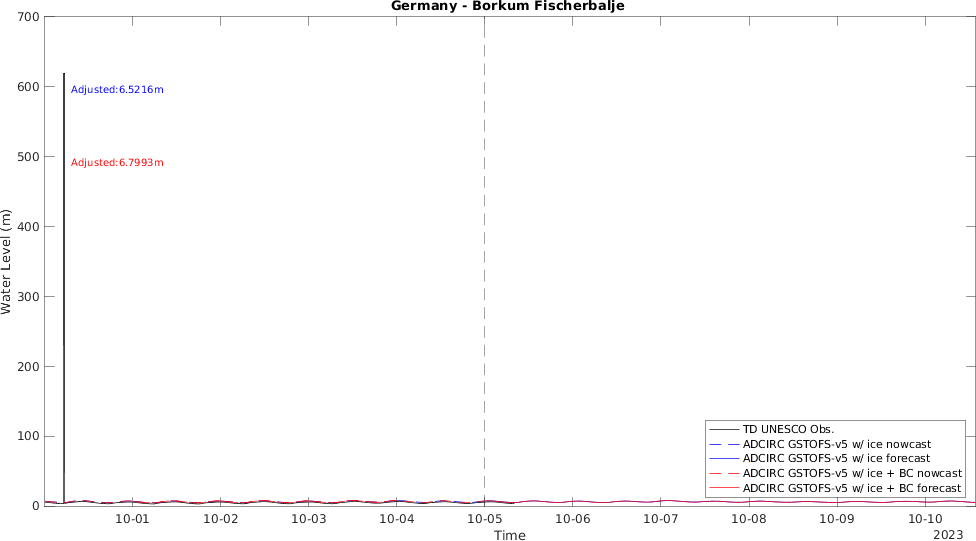 Germany - Borkum Fischerbalje
700
600
500
400
300
200
100
0
Water Level (m)
Adjusted:6.5216m
Adjusted:6.7993m
TD UNESCO Obs.
ADCIRC GSTOFS-v5 w/ ice nowcast
ADCIRC GSTOFS-v5 w/ ice forecast
ADCIRC GSTOFS-v5 w/ ice + BC nowcast
ADCIRC GSTOFS-v5 w/ ice + BC forecast
10-01 10-02 10-03 10-04 10-05 10-06 10-07 10-08 10-09 10-10
Time
2023